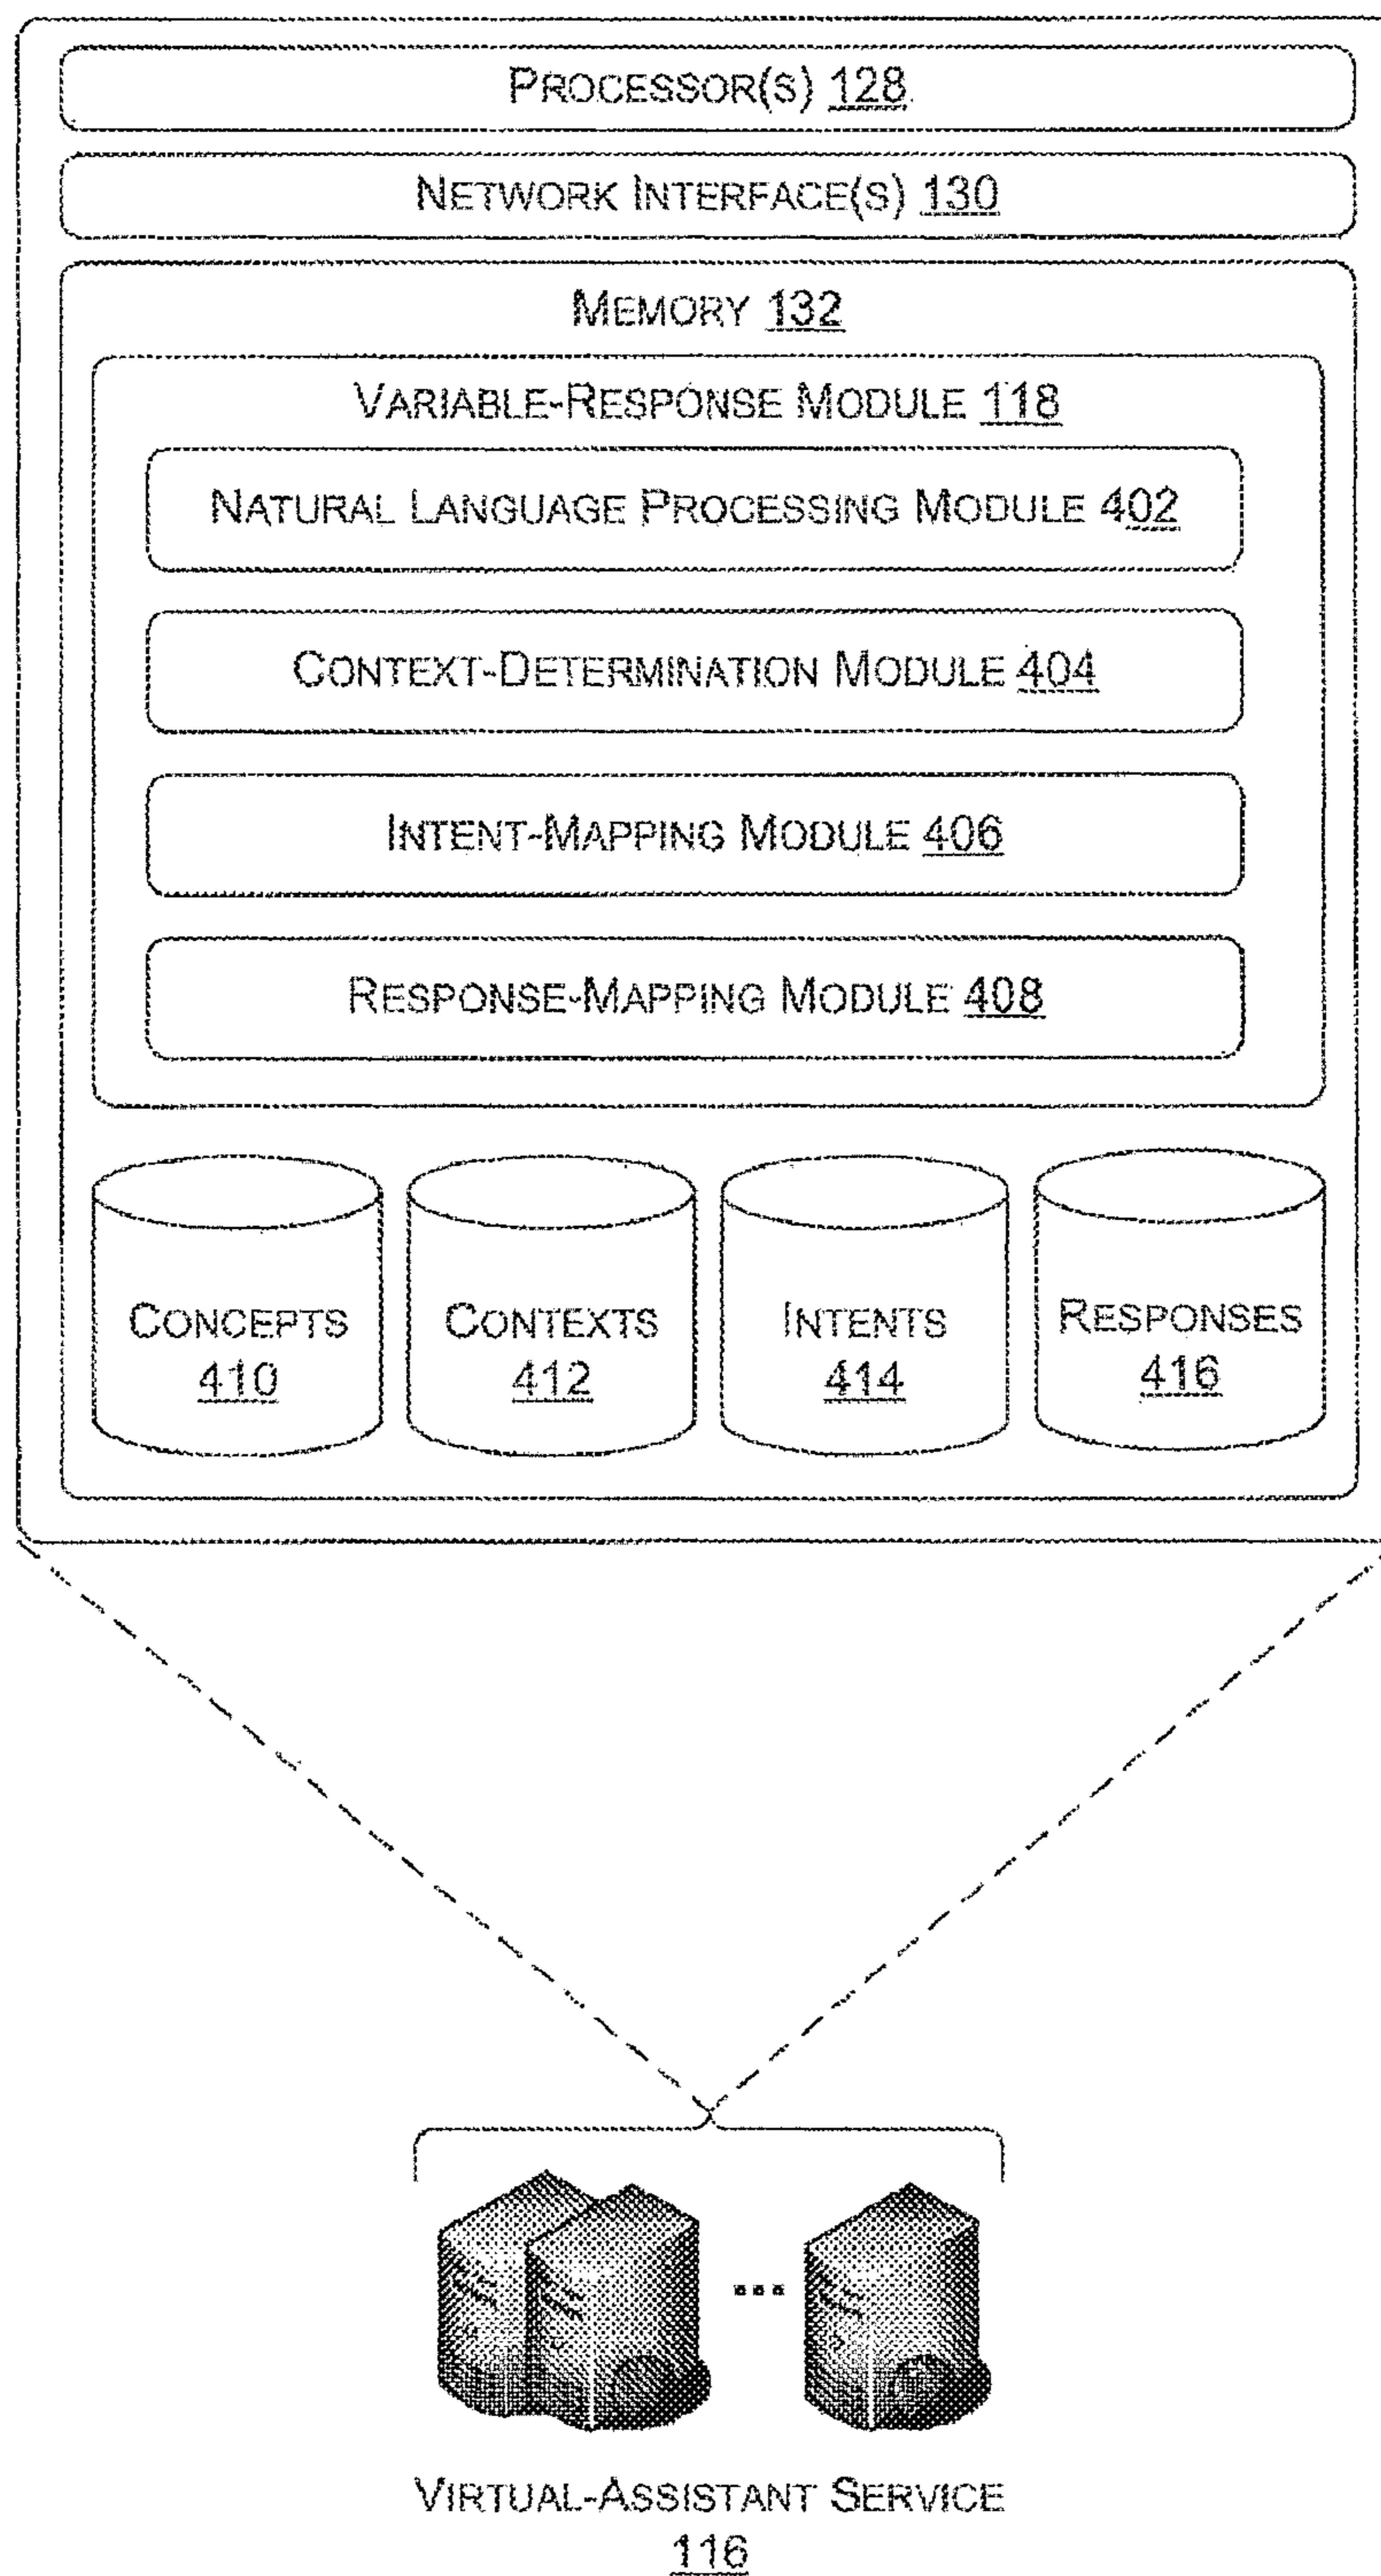 PROCESSOR(S) 128
NETWORK INTERFACE(S) 130
MEMORY 132
VARIABLE-RESPONSE MODULE 118
NATURAL LANGUAGE PROCESSING MODULE 402
CONTEXT-DETERMINATION MODULE 404
INTENT-MAPPING MODULE 406
RESPONSE-MAPPING MODULE 408
CONCEPTS
410
CONTEXTS
412
INTENTS
414
RESPONSES
416
...
VIRTUAL-ASSISTANT SERVICE
116